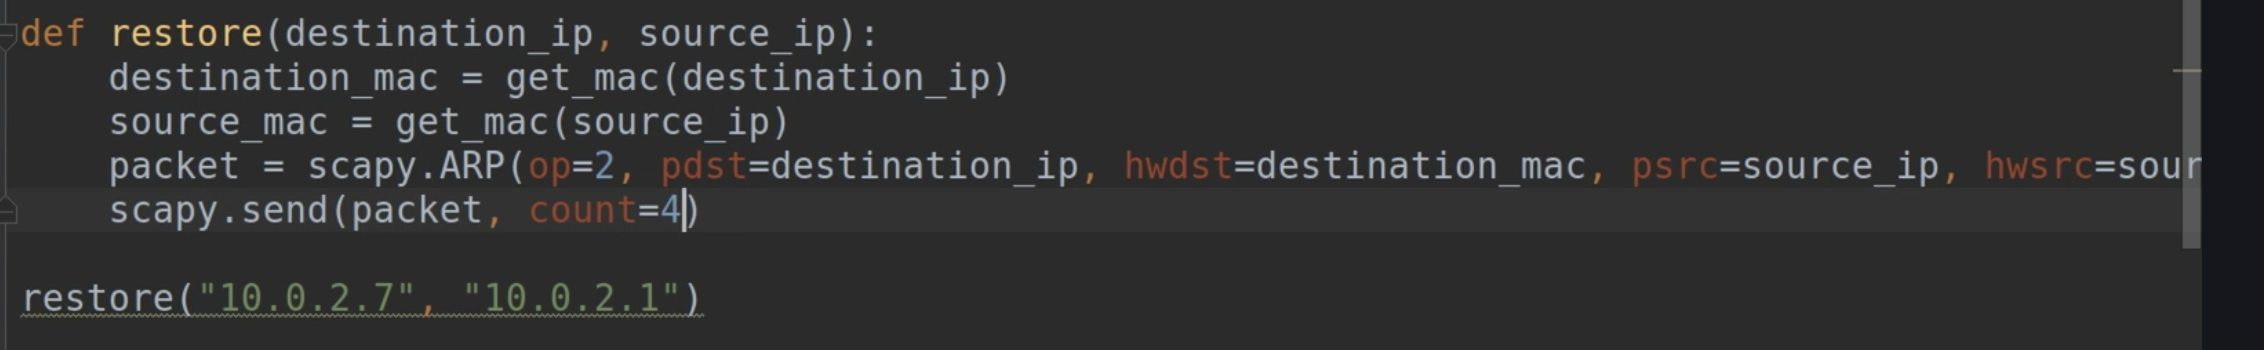 def restore(destination_ip, source_ip):
    destination_mac = get_mac(destination_ip)
    source_mac = get_mac(source_ip)
    packet = scapy.ARP(op=2, pdst=destination_ip, hwdst=destination_mac, psrc=source_ip, hwsrc=sour
    scapy.send(packet, count=4)
restore("10.0.2.7", "10.0.2.1")